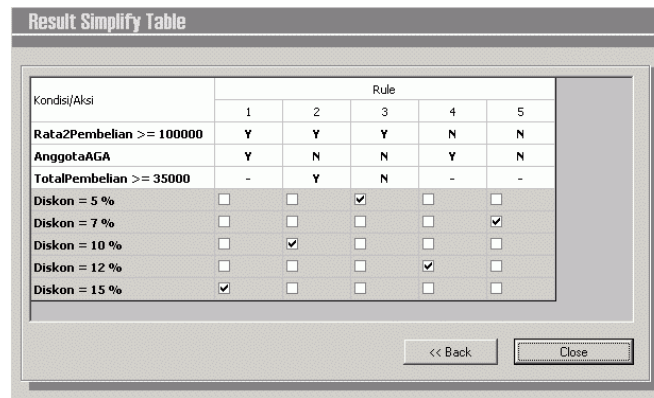 Result Simplify Table
Kondisi/Aksi Rule
1 2 3 4 5
Rata2Pembelian >= 100000 Y Y Y N N
AnggotaAGA Y N N Y N
TotalPembelian >= 35000 - Y N - -
Diskon = 5 %
Diskon = 7 %
Diskon = 10 %
Diskon = 12 %
Diskon = 15 %
<< Back Close